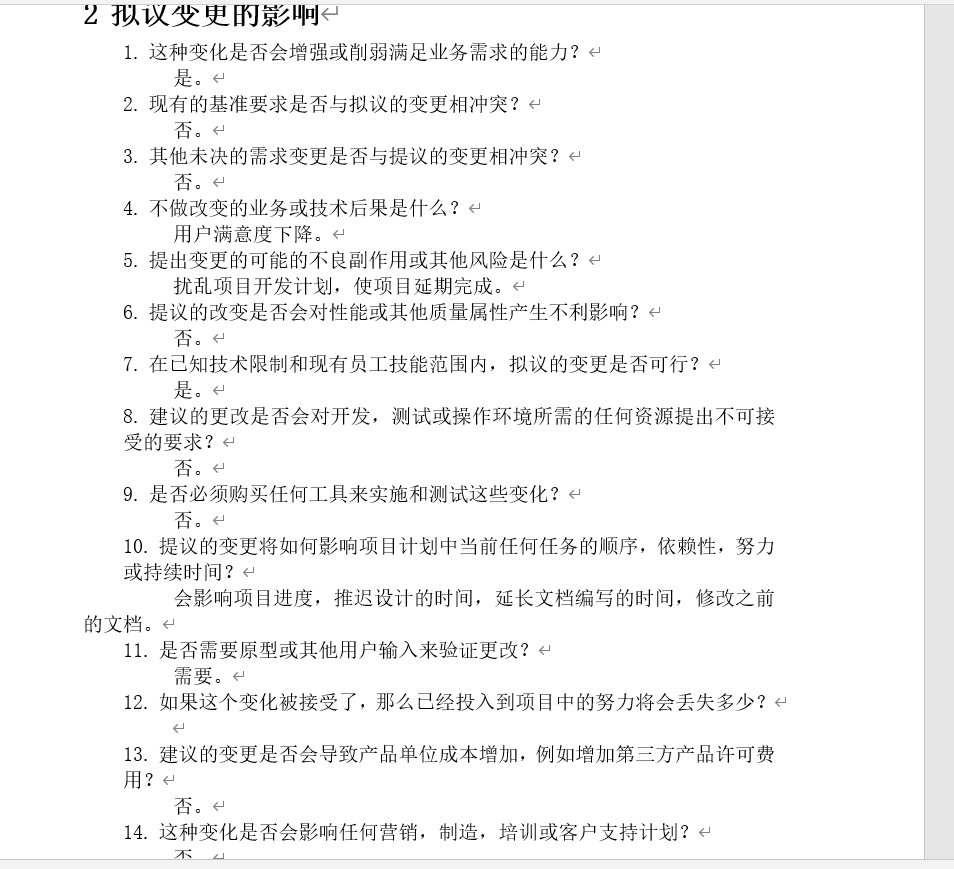 2 拟议变更的影响
1. 这种变化是否会增强或削弱满足业务需求的能力？
是。
2. 现有的基准要求是否与拟议的变更相冲突？
否。
3. 其他未决的需求变更是否与提议的变更相冲突？
否。
4. 不做改变的业务或技术后果是什么？
用户满意度下降。
5. 提出变更的可能的不良副作用或其他风险是什么？
扰乱项目开发计划，使项目延期完成。
6. 提议的改变是否会对性能或其他质量属性产生不利影响？
否。
7. 在已知技术限制和现有员工技能范围内，拟议的变更是否可行？
是。
8. 建议的更改是否会对开发，测试或操作环境所需的任何资源提出不可接
受的要求？
否。
9. 是否必须购买任何工具来实施和测试这些变化？
否。
10. 提议的变更将如何影响项目计划中当前任何任务的顺序，依赖性，努力
或持续时间？
会影响项目进度，推迟设计的时间，延长文档编写的时间，修改之前
的文档。
11. 是否需要原型或其他用户输入来验证更改？
需要。
12. 如果这个变化被接受了，那么已经投入到项目中的努力将会丢失多少？
13. 建议的变更是否会导致产品单位成本增加，例如增加第三方产品许可费
用？
否。
14. 这种变化是否会影响任何营销，制造，培训或客户支持计划？
否。